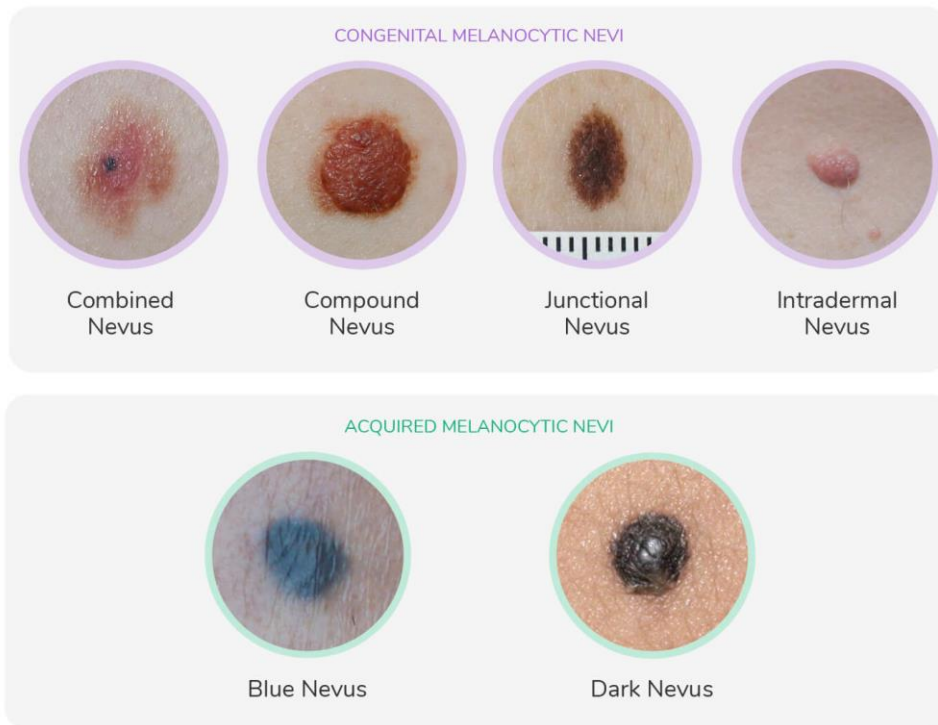 CONGENITAL MELANOCYTIC NEVI
Combined
Nevus
Compound
Nevus
Junctional
Nevus
Intradermal
Nevus
ACQUIRED MELANOCYTIC NEVI
Blue Nevus
Dark Nevus